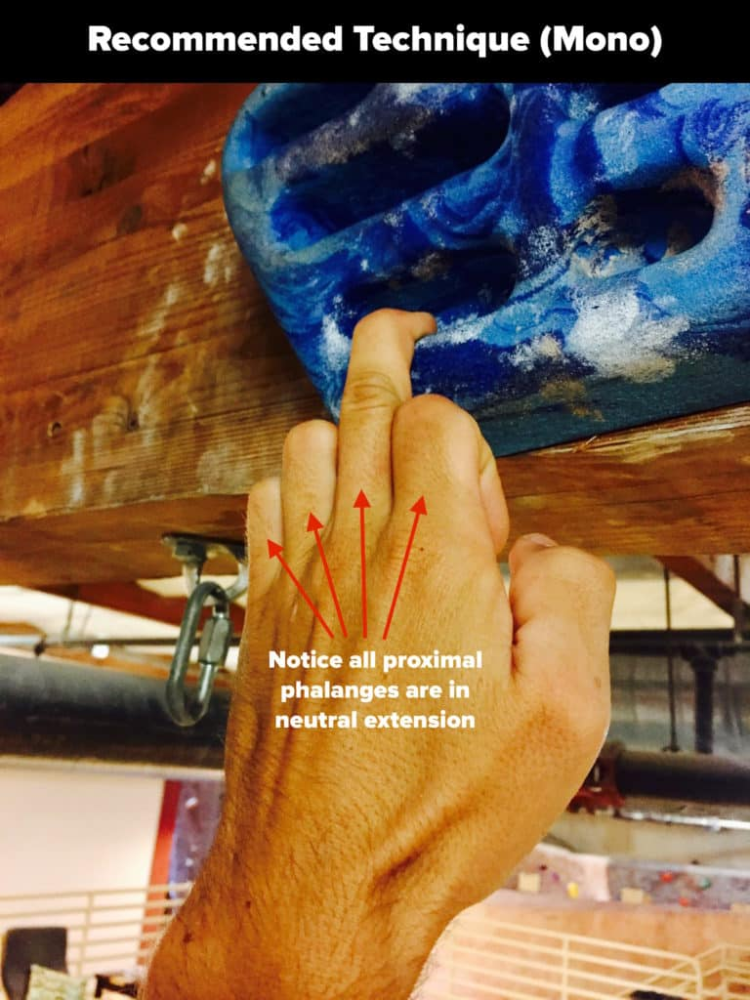 Recommended Technique (Mono)
Notice all proximal
phalanges are in
neutral extension